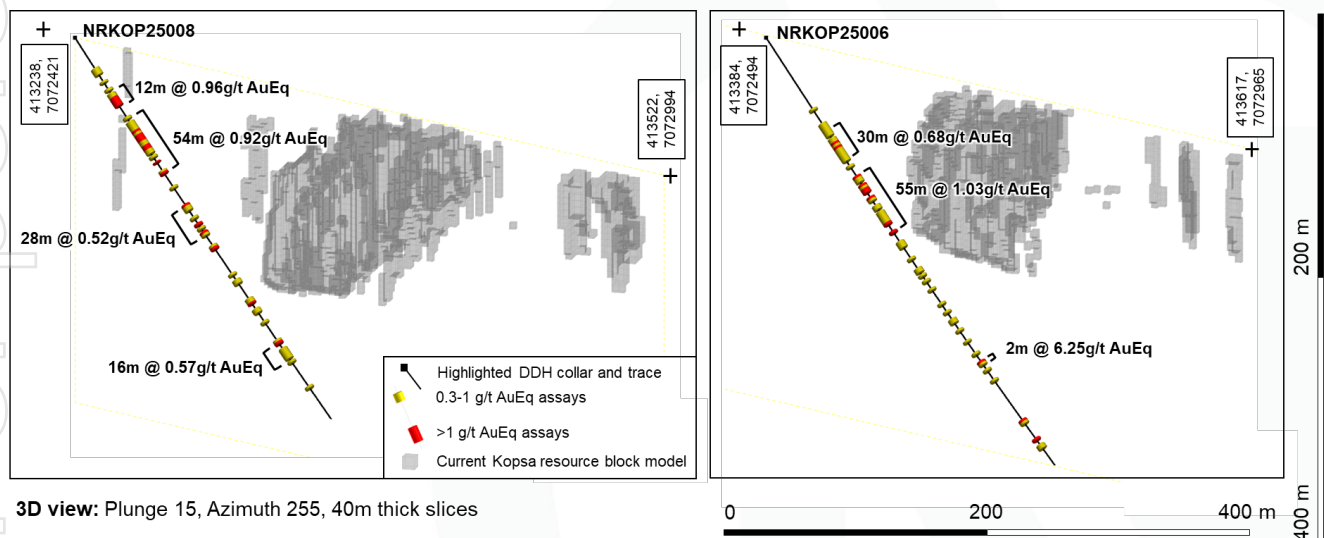 NRKOP25008
413238,
7072421
12m @ 0.96g/t AuEq
54m @ 0.92g/t AuEq
28m @ 0.52g/t AuEq
16m @ 0.57g/t AuEq
413522,
7072994
Highlighted DDH collar and trace
0.3-1 g/t AuEq assays
>1 g/t AuEq assays
Current Kopsa resource block model
NRKOP25006
413384,
7072494
30m @ 0.68g/t AuEq
55m @ 1.03g/t AuEq
2m @ 6.25g/t AuEq
413617,
7072965
200 m
400 m
3D view: Plunge 15, Azimuth 255, 40m thick slices
0 200 400 m